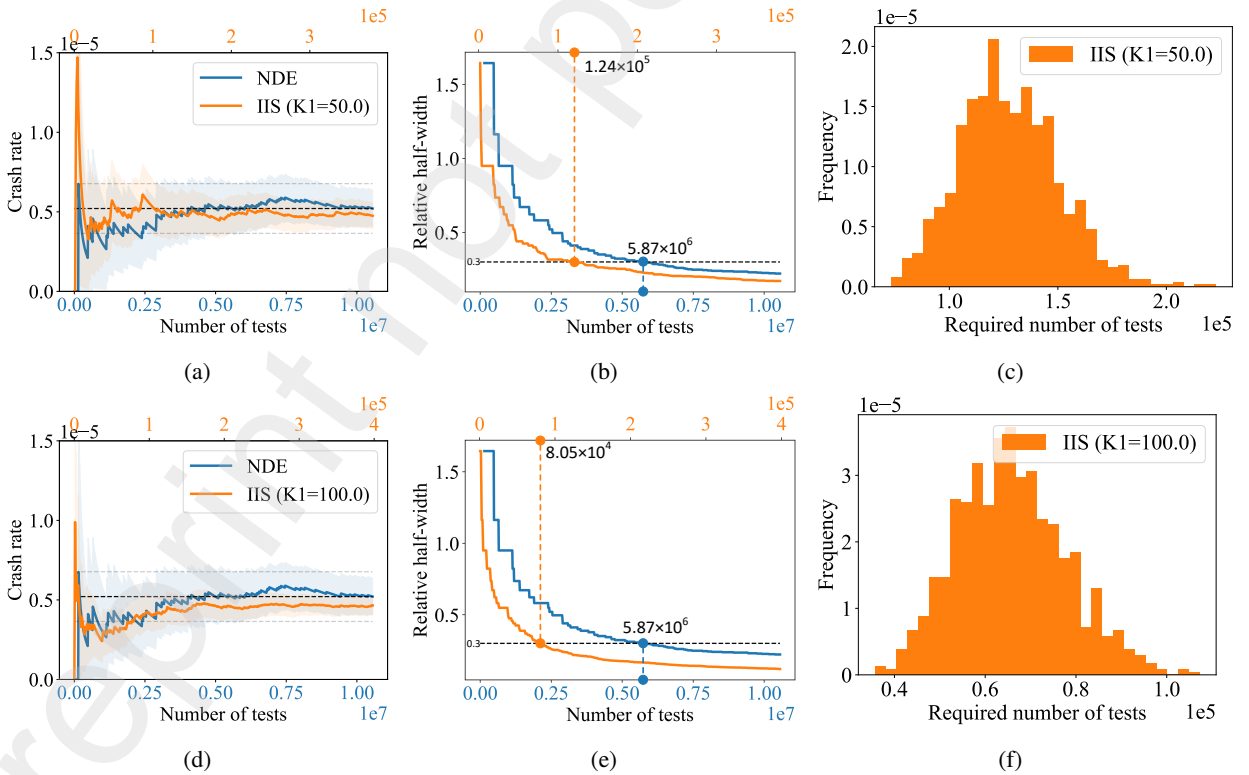 0 1 2 3 1e5
1e−5
1.5
1.0
0.5
0.0
Crash rate
NDE
IIS (K1=50.0)
0.00 0.25 0.50 0.75 1.00
Number of tests
1e7
(a)
0 1 2 3 1e5
1.5
1.0
0.5
0.3
Relative half-width
1.24×10⁵
5.87×10⁶
0.00 0.25 0.50 0.75 1.00
Number of tests
1e7
(b)
1e−5
2.0
1.5
1.0
0.5
0.0
Frequency
IIS (K1=50.0)
1.0 1.5 2.0
Required number of tests
1e5
(c)
0 1 2 3 4 1e5
1e−5
1.5
1.0
0.5
0.0
Crash rate
NDE
IIS (K1=100.0)
0.00 0.25 0.50 0.75 1.00
Number of tests
1e7
(d)
0 1 2 3 4 1e5
1.5
1.0
0.5
0.3
Relative half-width
8.05×10⁴
5.87×10⁶
0.00 0.25 0.50 0.75 1.00
Number of tests
1e7
(e)
1e−5
3
2
1
0
Frequency
IIS (K1=100.0)
0.4 0.6 0.8 1.0
Required number of tests
1e5
(f)
reprint not p